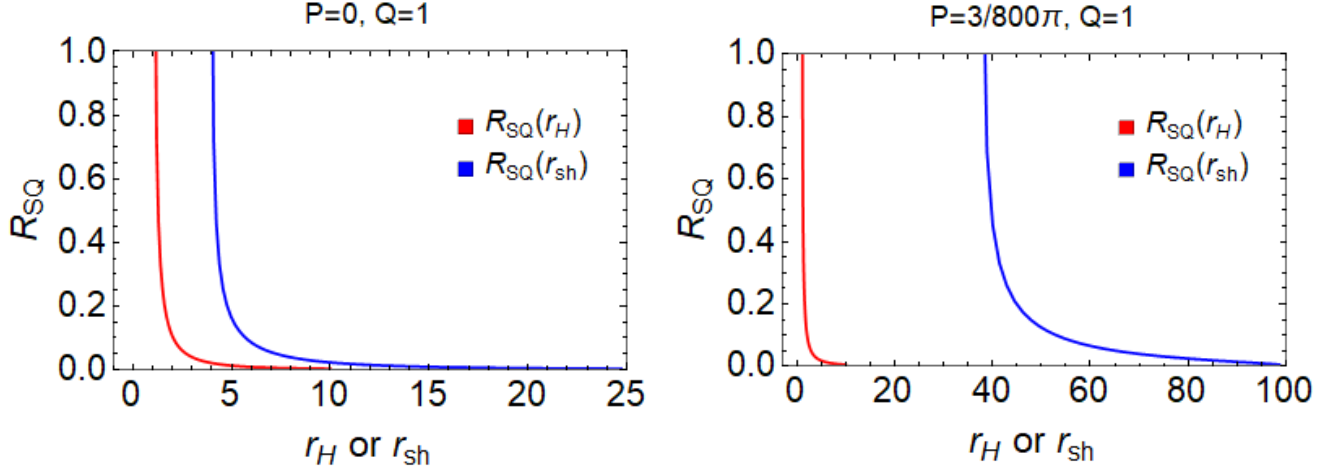 P=0, Q=1
R_SQ
1.0
0.8
0.6
0.4
0.2
0.0
R_SQ(r_H)
R_SQ(r_sh)
0 5 10 15 20 25
r_H or r_sh
P=3/800π, Q=1
R_SQ
1.0
0.8
0.6
0.4
0.2
0.0
R_SQ(r_H)
R_SQ(r_sh)
0 20 40 60 80 100
r_H or r_sh